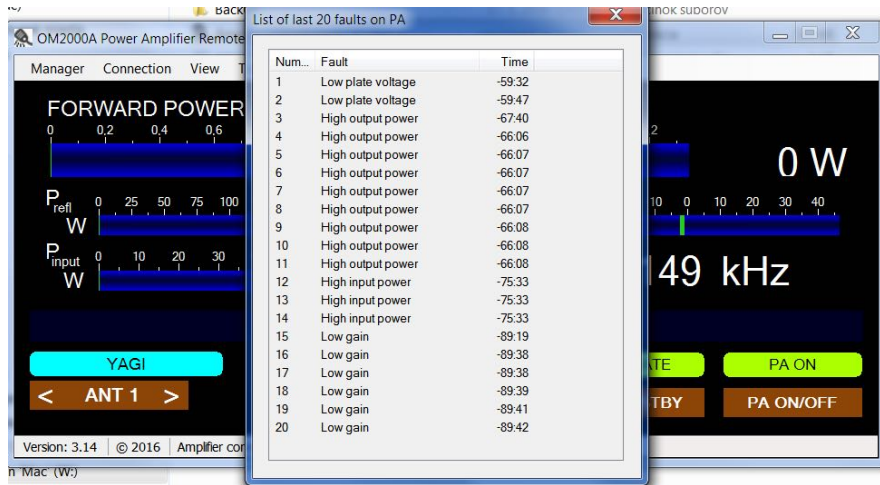 Back
inok suborov
List of last 20 faults on PA
OM2000A Power Amplifier Remote
Manager Connection View T
Num... Fault Time
1 Low plate voltage -59:32
2 Low plate voltage -59:47
3 High output power -67:40
4 High output power -66:06
5 High output power -66:07
6 High output power -66:07
7 High output power -66:07
8 High output power -66:07
9 High output power -66:08
10 High output power -66:08
11 High output power -66:08
12 High input power -75:33
13 High input power -75:33
14 High input power -75:33
15 Low gain -89:19
16 Low gain -89:38
17 Low gain -89:38
18 Low gain -89:39
19 Low gain -89:41
20 Low gain -89:42
FORWARD POWER
0 0,2 0,4 0,6
2
0 W
Prefl W 0 25 50 75 100
10 0 10 20 30 40
Pinput W 0 10 20 30
49 kHz
YAGI
TE
PA ON
< ANT 1 >
TBY
PA ON/OFF
Version: 3.14 © 2016 Amplifier con
n 'Mac' (W:)